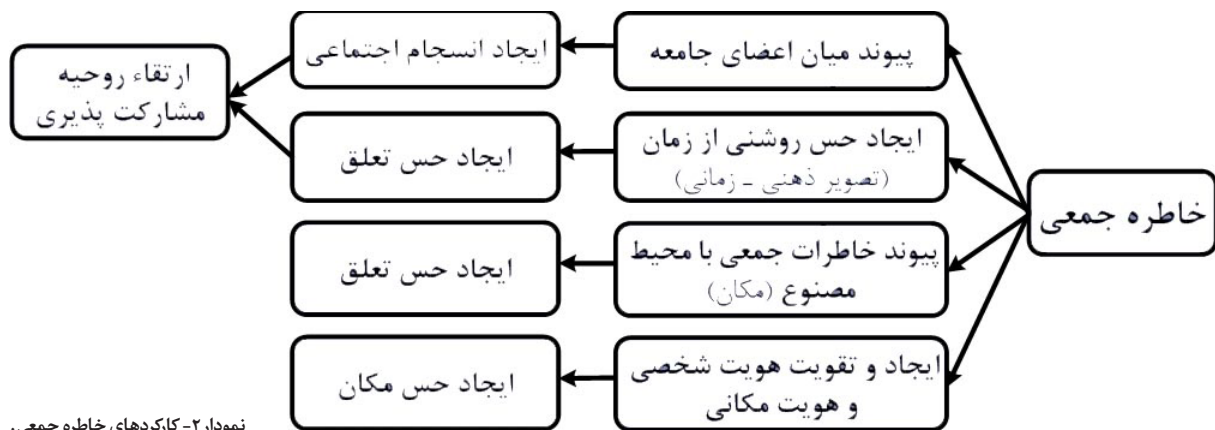 خاطره جمعی
پیوند میان اعضای جامعه
ایجاد انسجام اجتماعی
ارتقاء روحیه
مشارکت پذیری
ایجاد حس روشنی از زمان
(تصویر ذهنی ـ زمانی)
ایجاد حس تعلق
پیوند خاطرات جمعی با محیط
مصنوع (مکان)
ایجاد حس تعلق
ایجاد و تقویت هویت شخصی
و هویت مکانی
ایجاد حس مکان
نمودار ۲- کارکردهای خاطره جمعی.